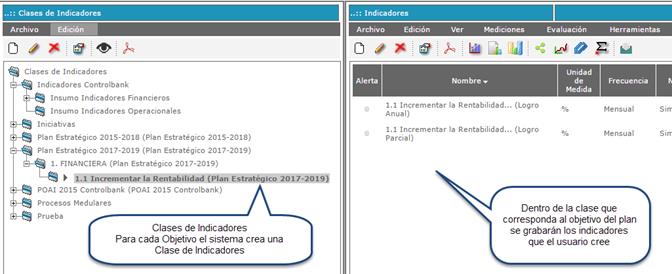 ..:: Clases de Indicadores
Archivo Edición
Clases de Indicadores
Indicadores Controlbank
Insumo Indicadores Financieros
Insumo Indicadores Operacionales
Iniciativas
Plan Estratégico 2015-2018 (Plan Estratégico 2015-2018)
Plan Estratégico 2017-2019 (Plan Estratégico 2017-2019)
1. FINANCIERA (Plan Estratégico 2017-2019)
1.1 Incrementar la Rentabilidad (Plan Estratégico 2017-2019)
POAI 2015 Controlbank (POAI 2015 Controlbank)
Procesos Medulares
Prueba
Clases de Indicadores
Para cada Objetivo el sistema crea una
Clase de Indicadores
..:: Indicadores
Archivo Edición Ver Mediciones Evaluación Herramientas
Alerta Nombre Unidad de Medida Frecuencia N
1.1 Incrementar la Rentabilidad... (Logro Anual) % Mensual Sim
1.1 Incrementar la Rentabilidad... (Logro Parcial) % Mensual Sim
Dentro de la clase que
corresponda al objetivo del plan
se grabarán los indicadores
que el usuario cree